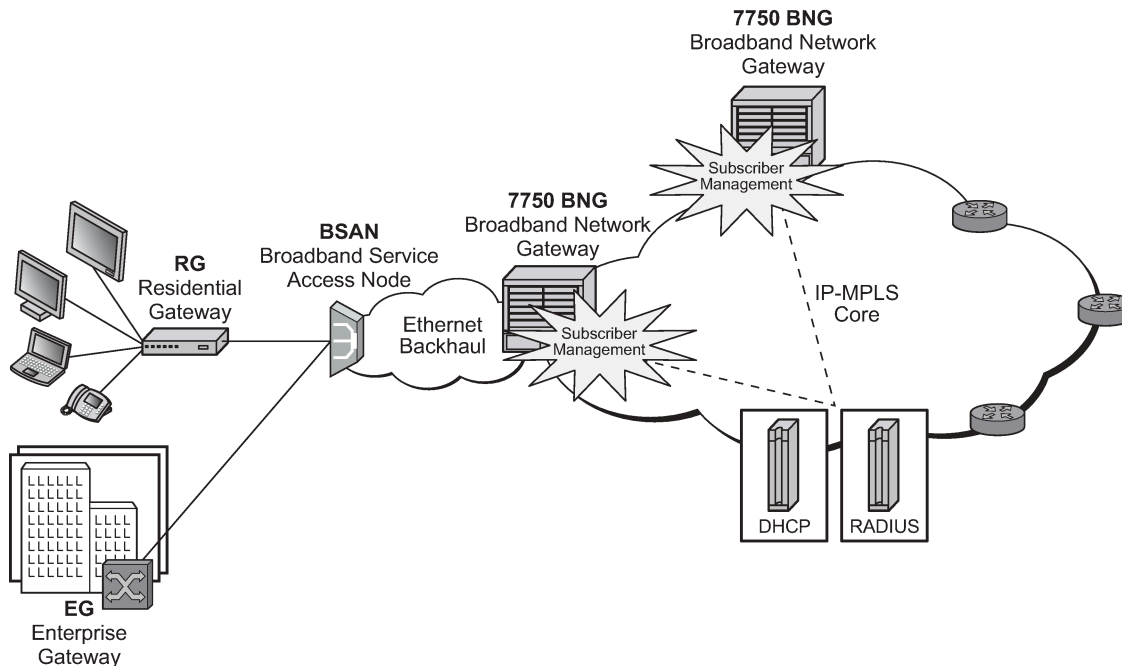 7750 BNG
Broadband Network
Gateway
Subscriber
Management
7750 BNG
Broadband Network
Gateway
BSAN
Broadband Service
Access Node
RG
Residential
Gateway
IP-MPLS
Core
Ethernet
Backhaul
Subscriber
Management
DHCP
RADIUS
EG
Enterprise
Gateway